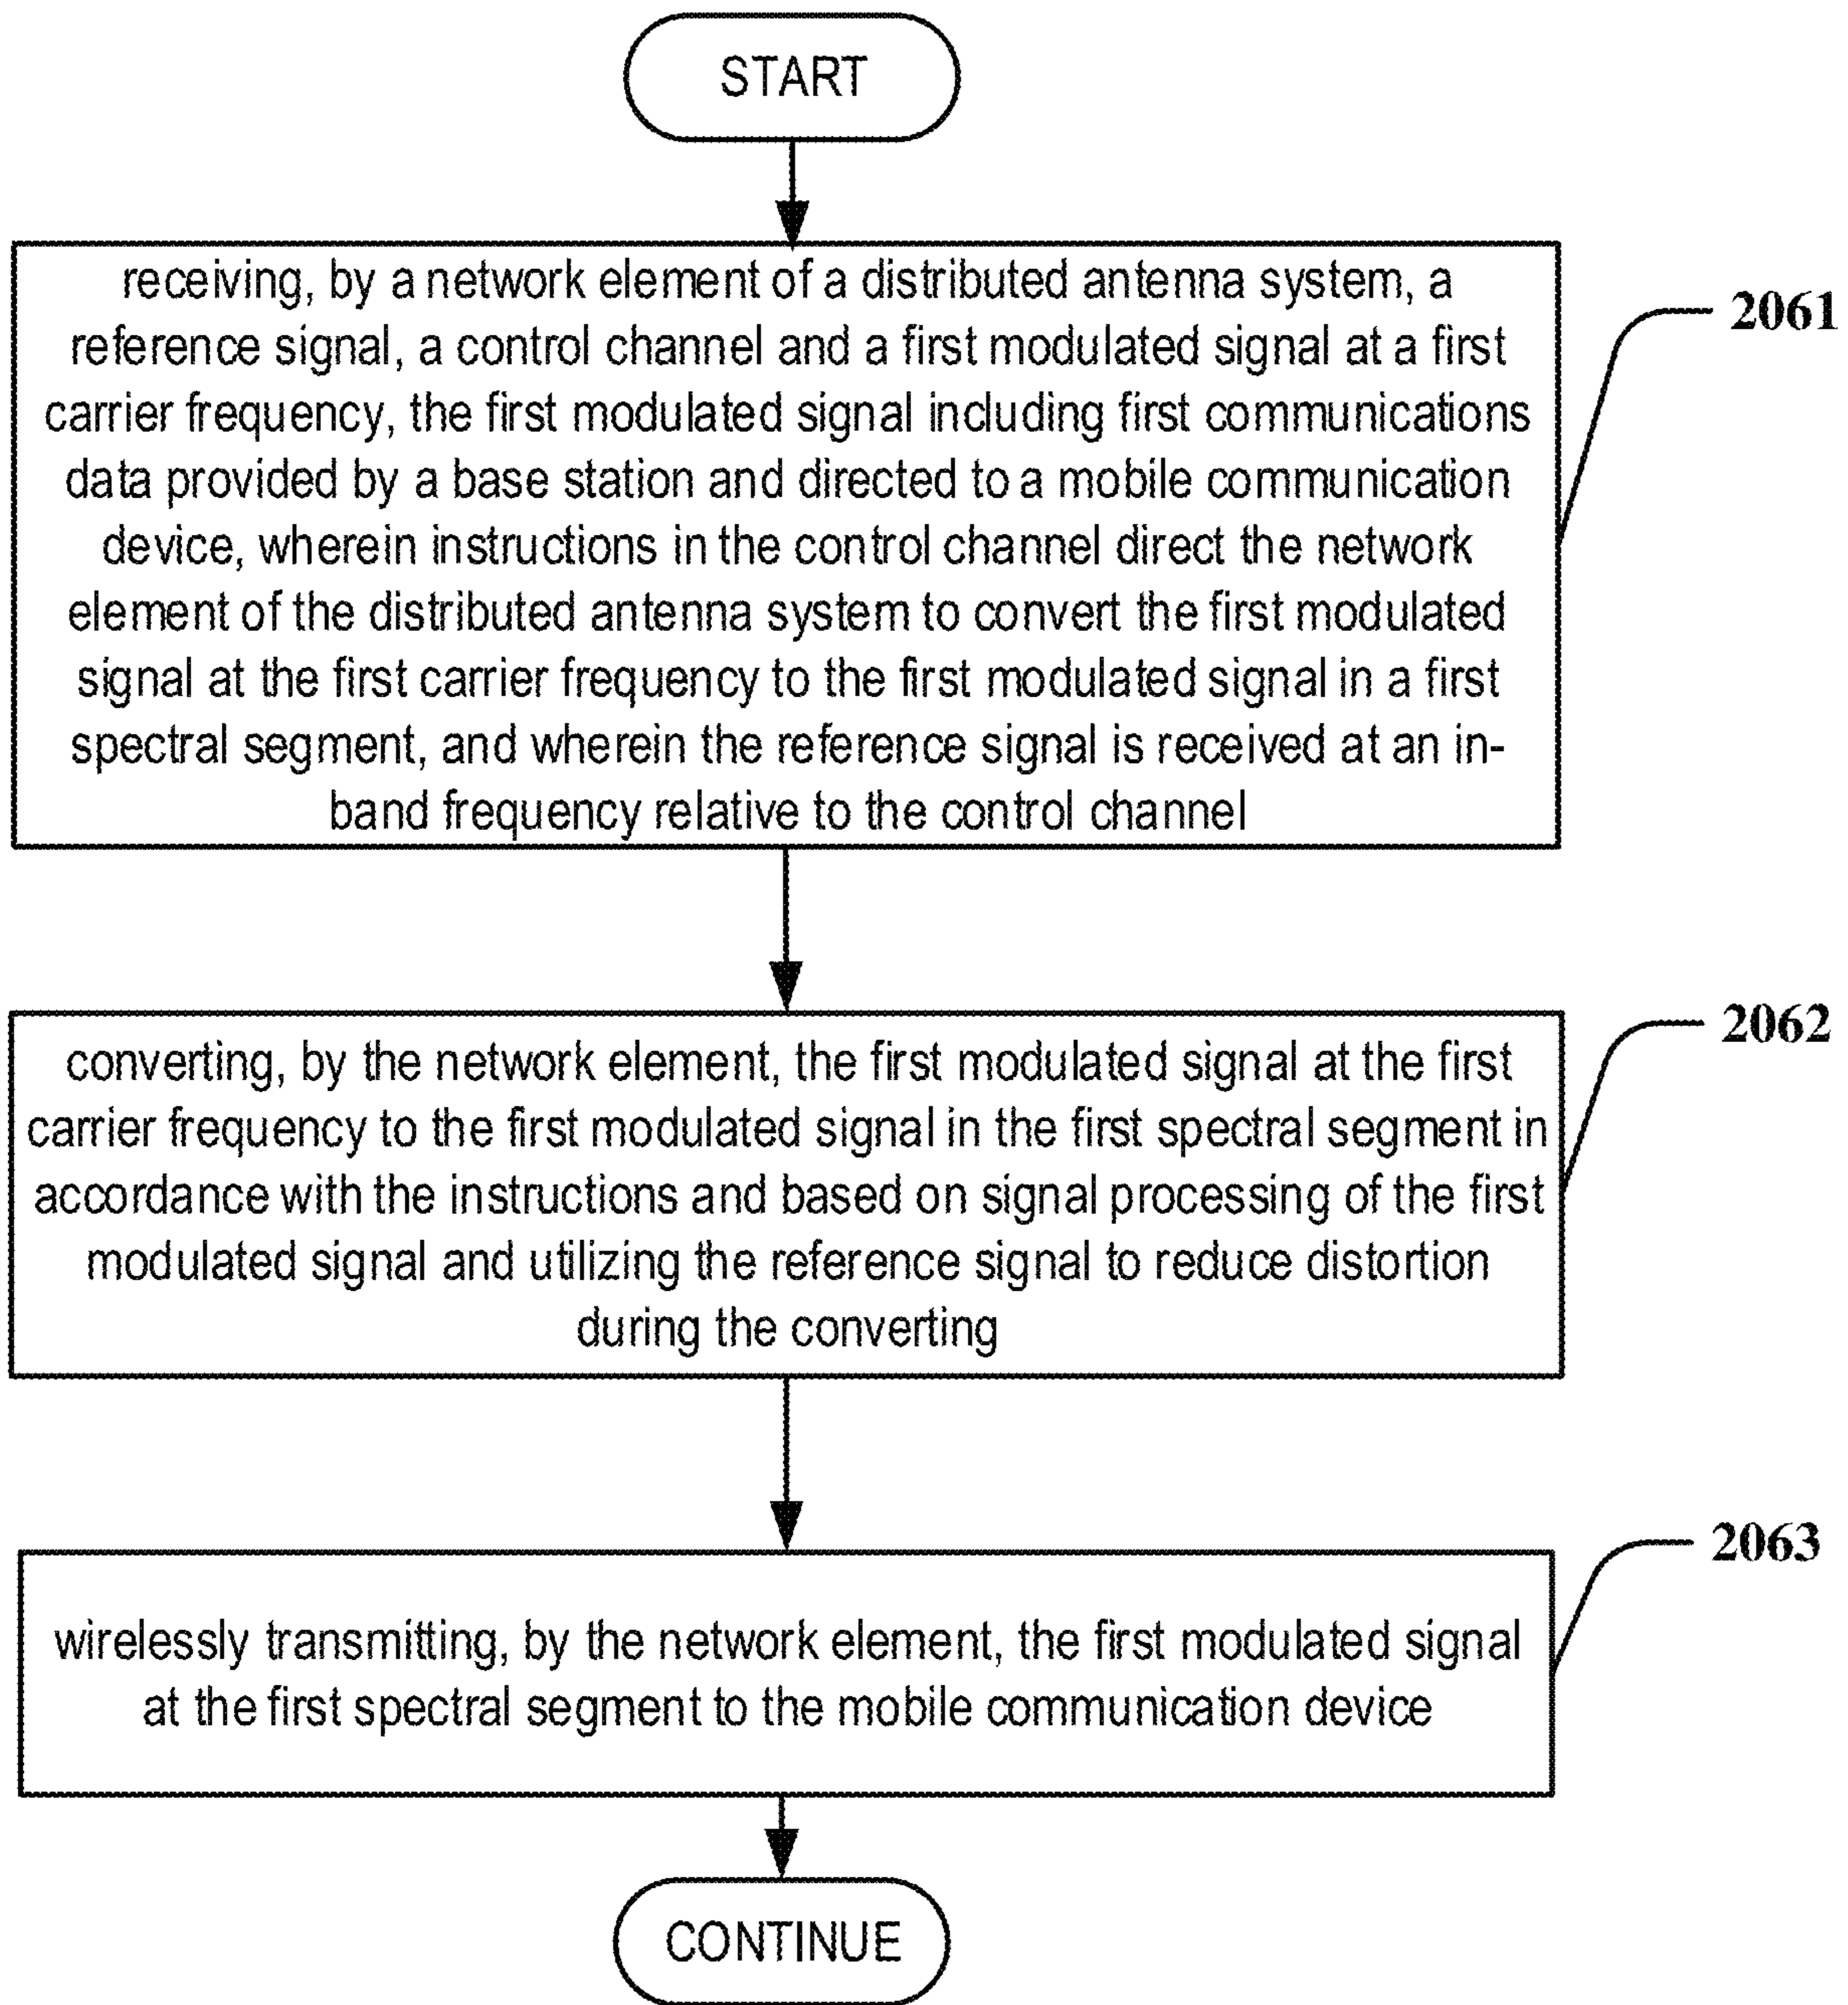 START
receiving, by a network element of a distributed antenna system, a
reference signal, a control channel and a first modulated signal at a first
carrier frequency, the first modulated signal including first communications
data provided by a base station and directed to a mobile communication
device, wherein instructions in the control channel direct the network
element of the distributed antenna system to convert the first modulated
signal at the first carrier frequency to the first modulated signal in a first
spectral segment, and wherein the reference signal is received at an in-
band frequency relative to the control channel
2061
converting, by the network element, the first modulated signal at the first
carrier frequency to the first modulated signal in the first spectral segment in
accordance with the instructions and based on signal processing of the first
modulated signal and utilizing the reference signal to reduce distortion
during the converting
2062
wirelessly transmitting, by the network element, the first modulated signal
at the first spectral segment to the mobile communication device
2063
CONTINUE